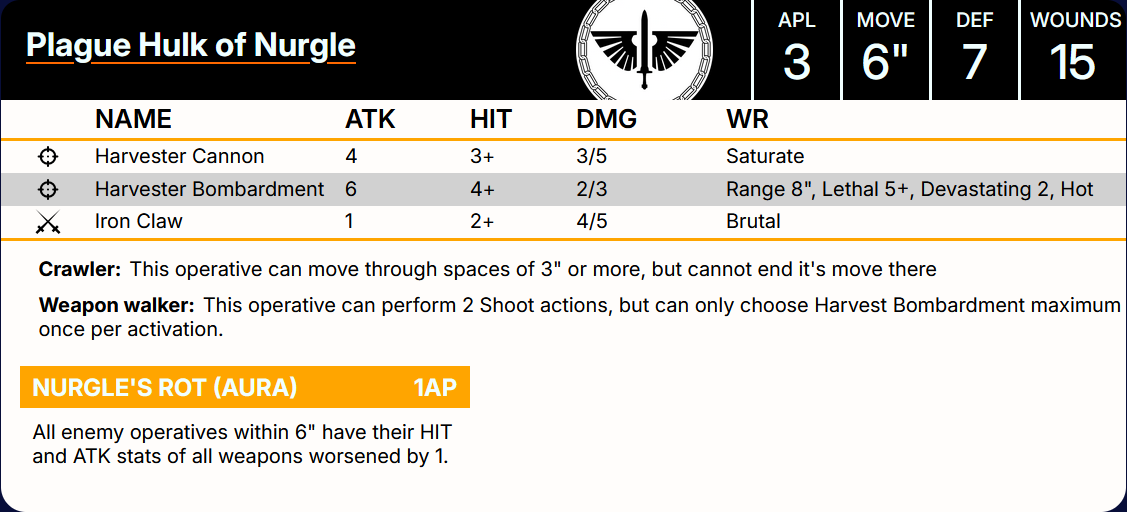 Plague Hulk of Nurgle
APL MOVE DEF WOUNDS
3 6" 7 15
NAME ATK HIT DMG WR
Harvester Cannon 4 3+ 3/5 Saturate
Harvester Bombardment 6 4+ 2/3 Range 8", Lethal 5+, Devastating 2, Hot
Iron Claw 1 2+ 4/5 Brutal
Crawler: This operative can move through spaces of 3" or more, but cannot end it's move there
Weapon walker: This operative can perform 2 Shoot actions, but can only choose Harvest Bombardment maximum
once per activation.
NURGLE'S ROT (AURA) 1AP
All enemy operatives within 6" have their HIT
and ATK stats of all weapons worsened by 1.